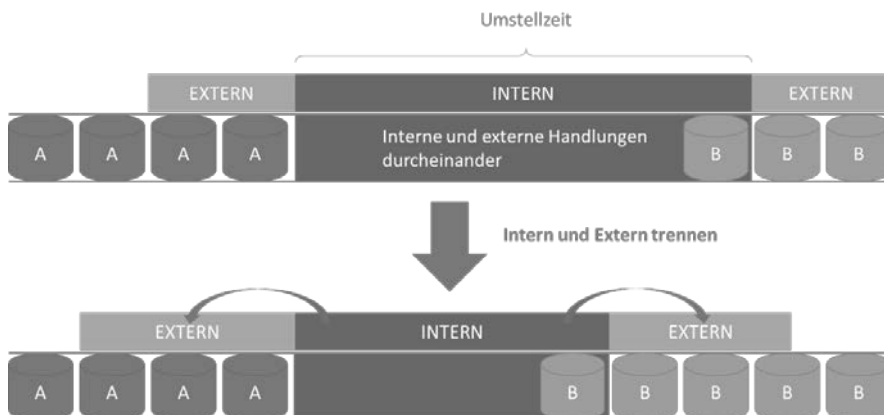 Umstellzeit
EXTERN INTERN EXTERN
A A A A Interne und externe Handlungen
durcheinander B B B
Intern und Extern trennen
EXTERN INTERN EXTERN
A A A A B B B B B